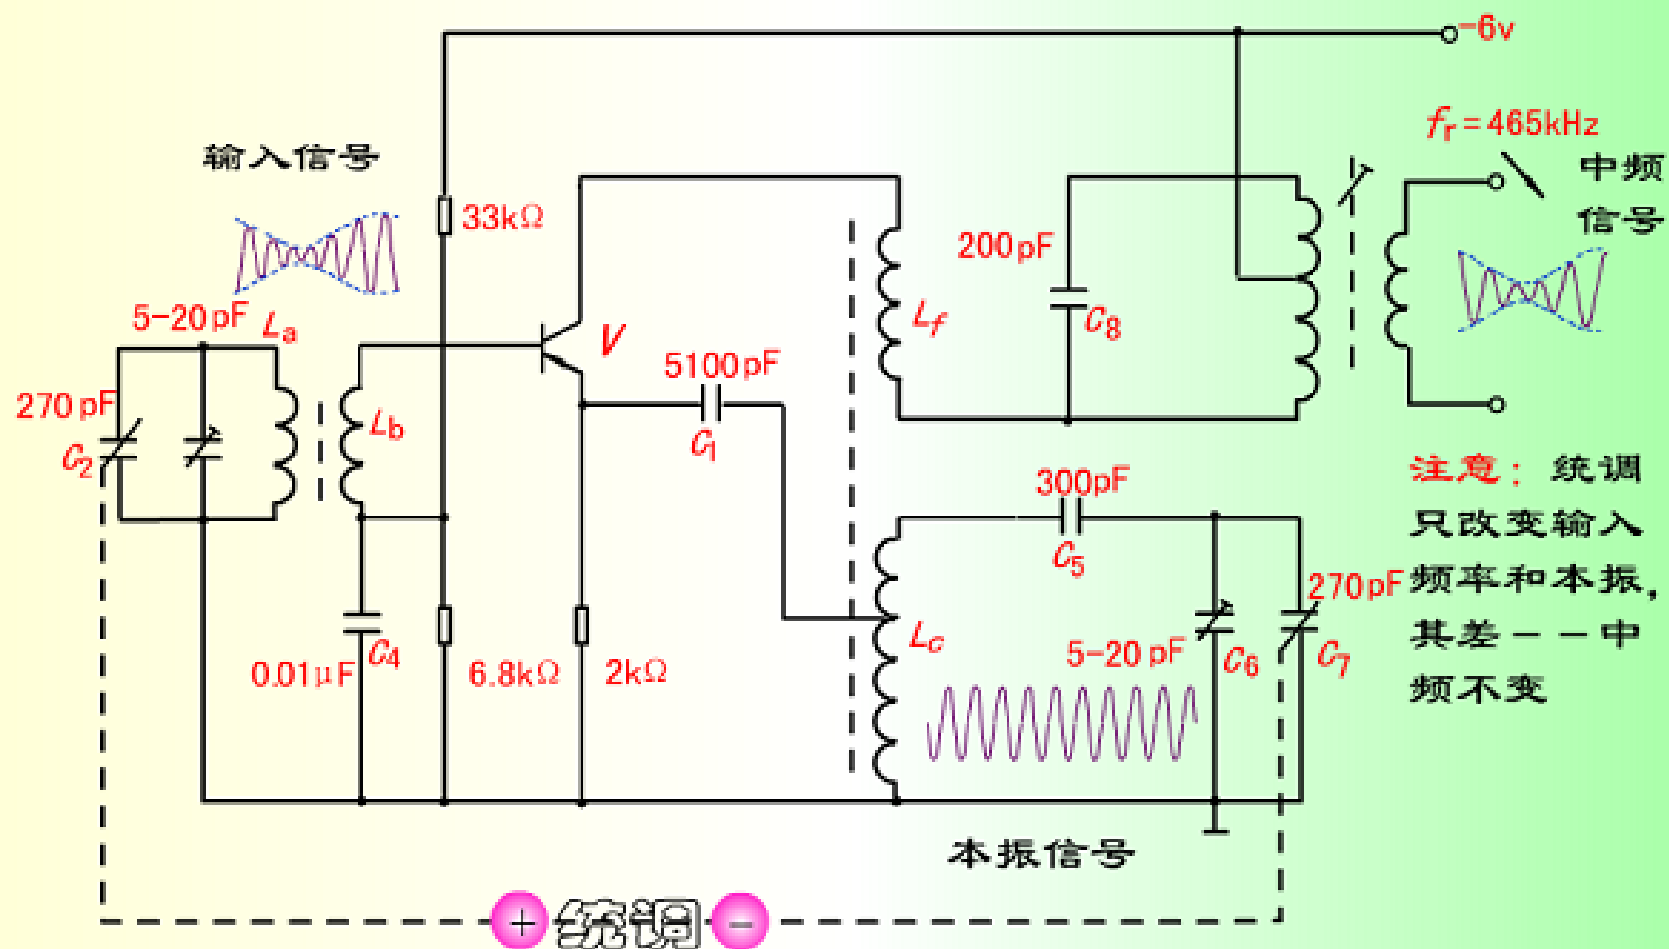 -6v
fr=465kHz
输入信号
中频
信号
33kΩ
200pF
5-20pF
La
Lf
C8
V
5100pF
270pF
Lb
C2
C1
注意：统调
只改变输入
频率和本振，
其差－－中
频不变
300pF
C5
270pF
Lc
5-20pF
C6
C7
C4
0.01μF
6.8kΩ
2kΩ
本振信号
+ 统调 -